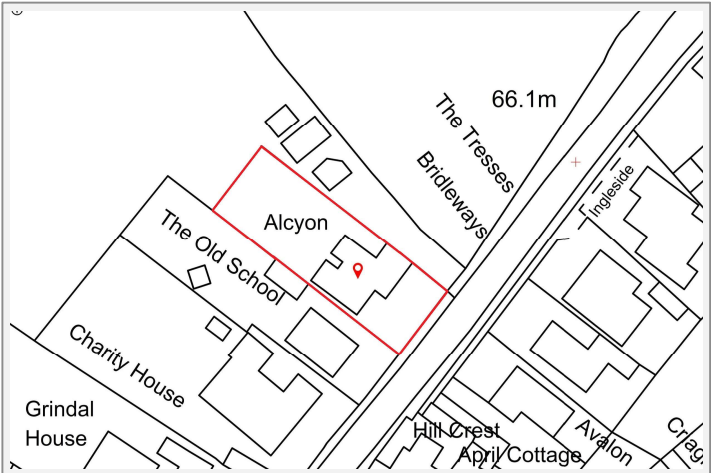 66.1m
The Tresses
Bridleways
Ingleside
Alcyon
The Old School
Charity House
Grindal
House
Hill Crest
April Cottage
Avalon